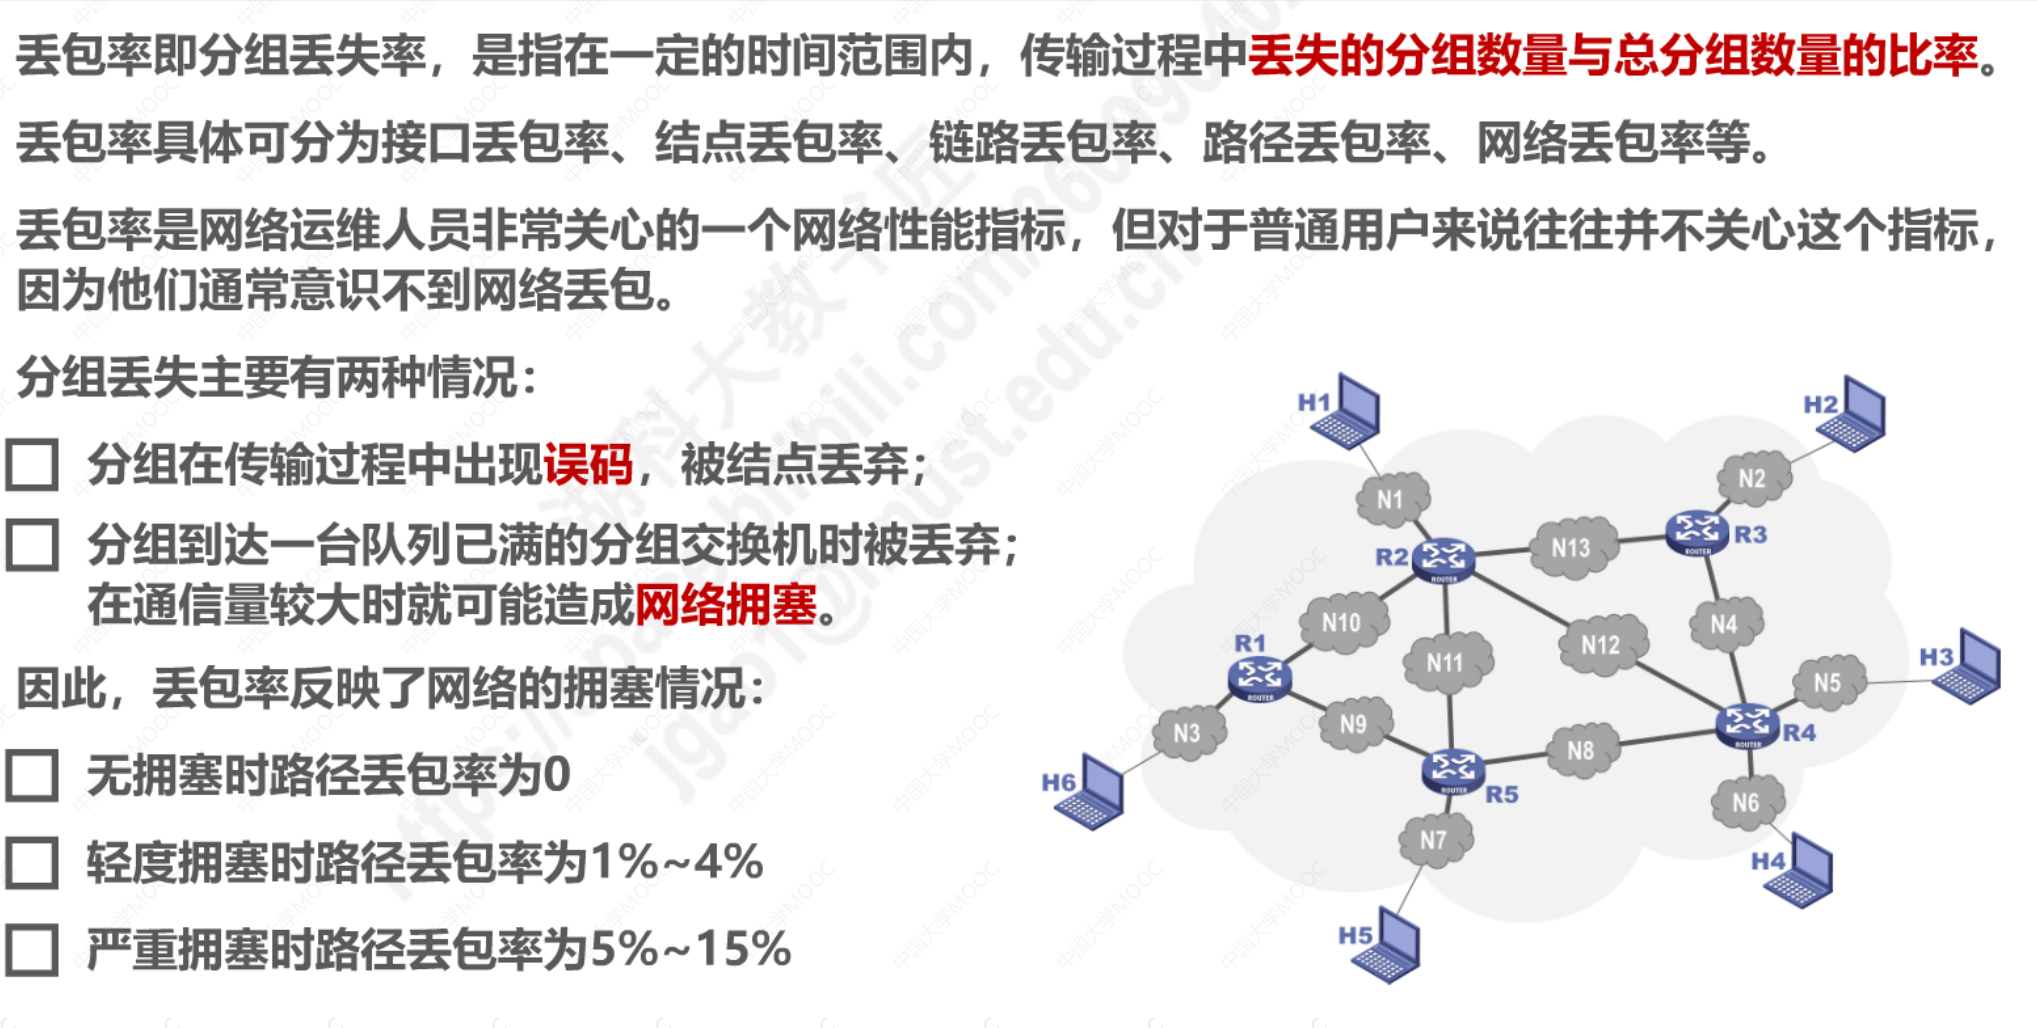 丢包率即分组丢失率，是指在一定的时间范围内，传输过程中丢失的分组数量与总分组数量的比率。
丢包率具体可分为接口丢包率、结点丢包率、链路丢包率、路径丢包率、网络丢包率等。
丢包率是网络运维人员非常关心的一个网络性能指标，但对于普通用户来说往往并不关心这个指标，
因为他们通常意识不到网络丢包。
分组丢失主要有两种情况：
分组在传输过程中出现误码，被结点丢弃；
分组到达一台队列已满的分组交换机时被丢弃；
在通信量较大时就可能造成网络拥塞。
因此，丢包率反映了网络的拥塞情况：
无拥塞时路径丢包率为0
轻度拥塞时路径丢包率为1%~4%
严重拥塞时路径丢包率为5%~15%
H1
H2
N1
N2
R2
ROUTER
N13
R3
ROUTER
N10
N11
N12
N4
R1
ROUTER
N5
H3
N3
N9
N8
R4
ROUTER
H6
R5
ROUTER
N6
N7
H4
H5
中国大学MOOC